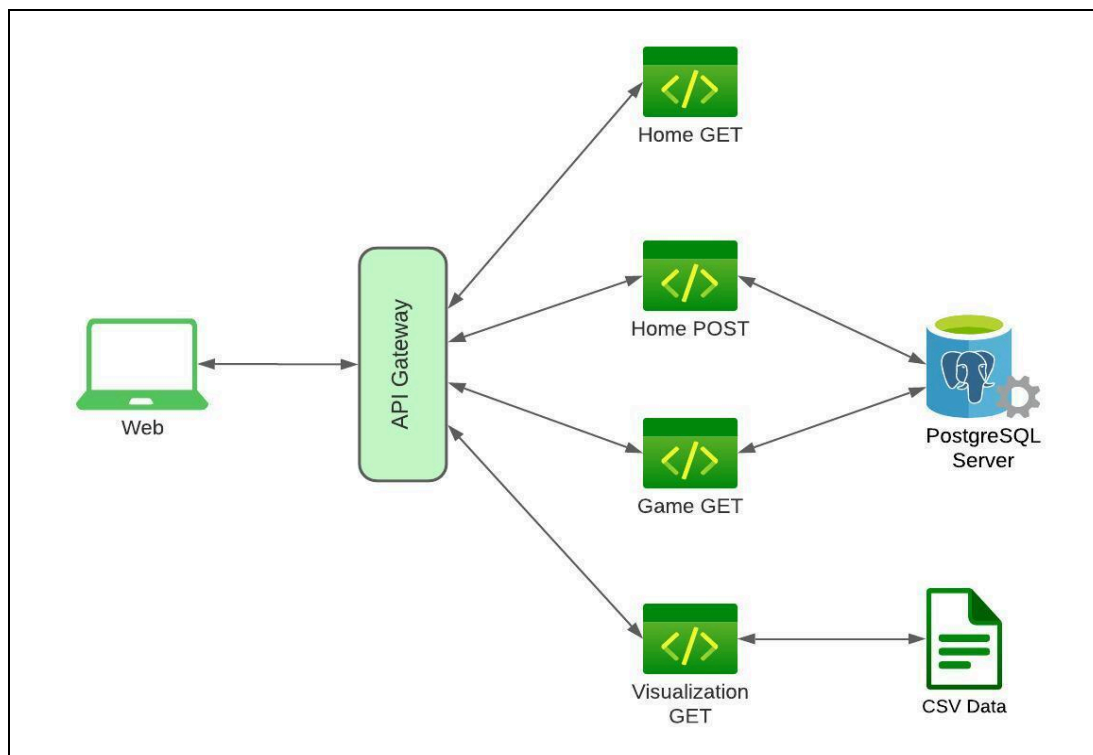 Home GET
Home POST
API Gateway
Web
PostgreSQL
Server
Game GET
Visualization
GET
CSV Data